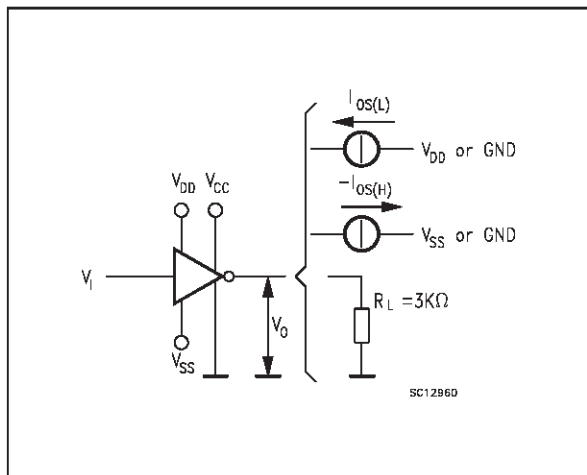 I OS(L)
V DD or GND
V DD V CC
-I OS(H)
V SS or GND
V I
V O
R L =3KΩ
V SS
SC12960